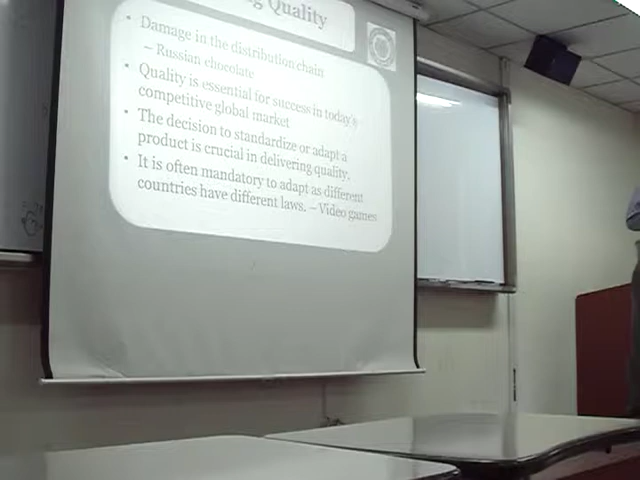 Quality
• Damage in the distribution chain
– Russian chocolate
• Quality is essential for success in today's
competitive global market
• The decision to standardize or adapt a
product is crucial in delivering quality.
• It is often mandatory to adapt as different
countries have different laws. – Video games